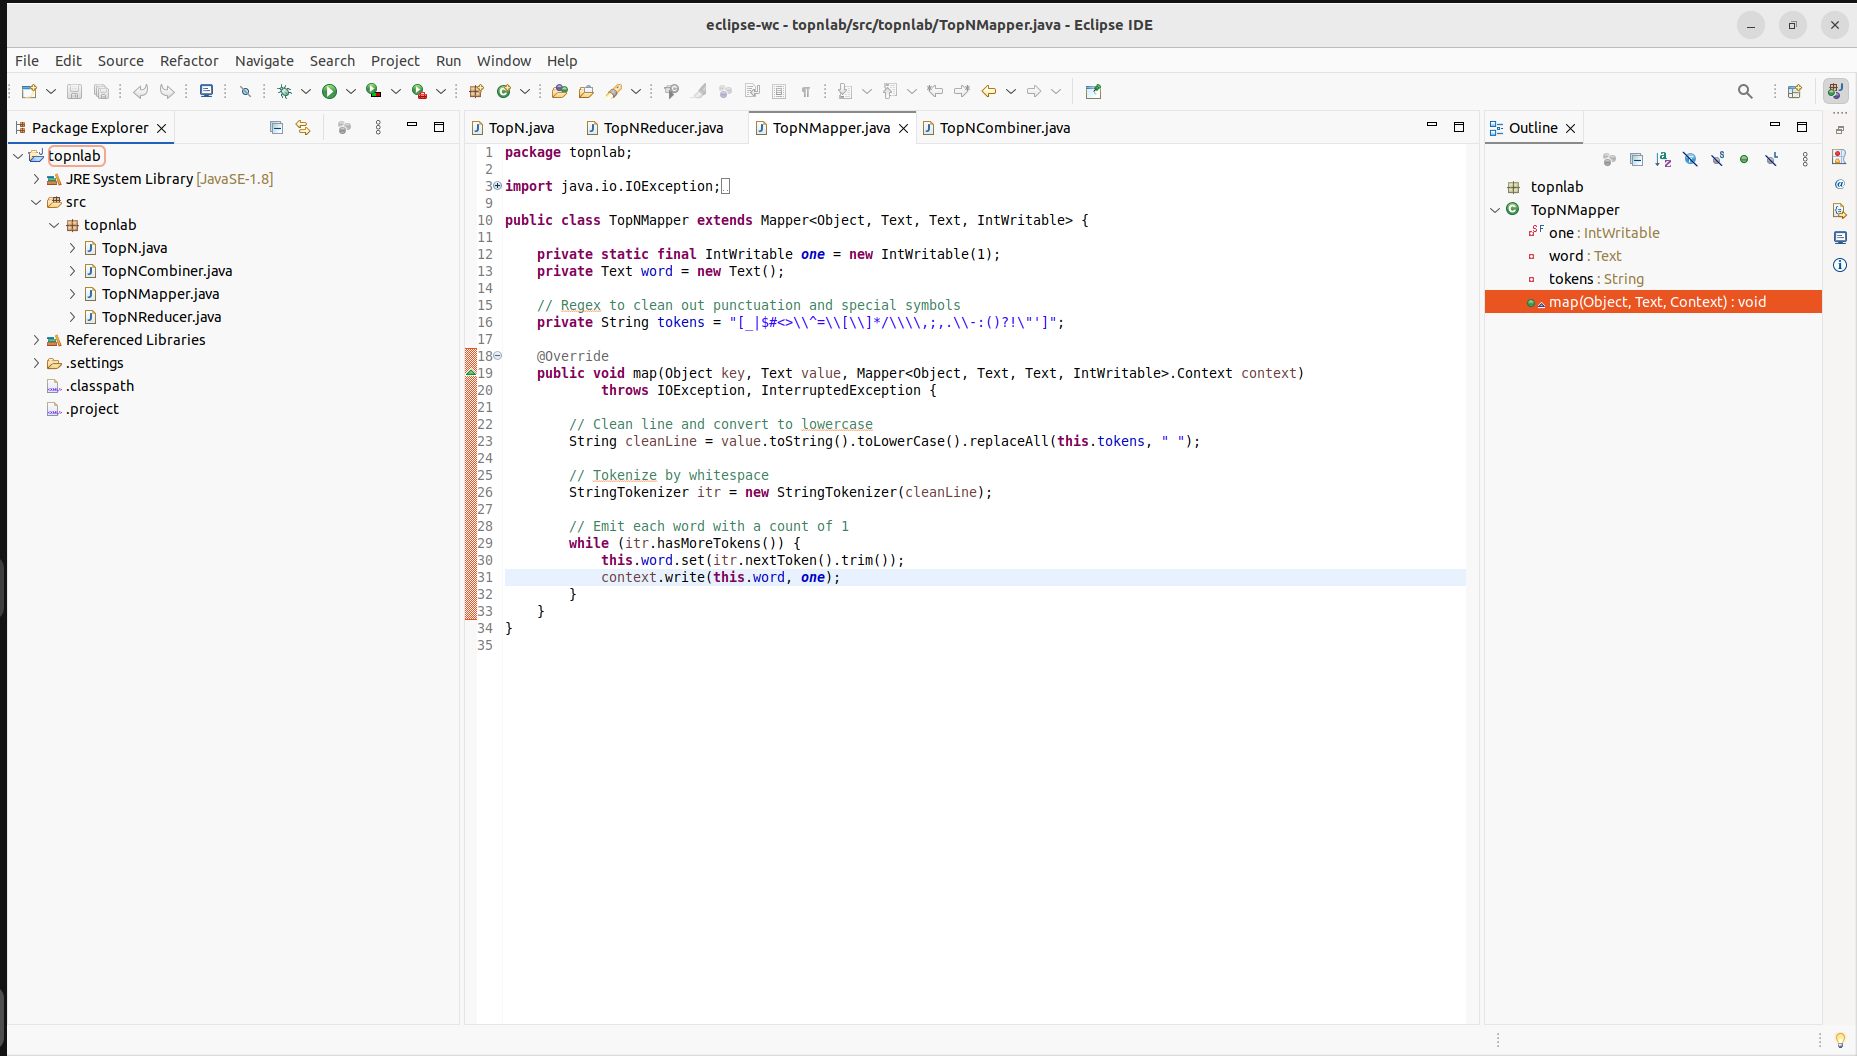 eclipse-wc - topnlab/src/topnlab/TopNMapper.java - Eclipse IDE
File Edit Source Refactor Navigate Search Project Run Window Help
Package Explorer
topnlab
JRE System Library [JavaSE-1.8]
src
topnlab
TopN.java
TopNCombiner.java
TopNMapper.java
TopNReducer.java
Referenced Libraries
.settings
.classpath
.project
TopN.java TopNReducer.java TopNMapper.java TopNCombiner.java
1 package topnlab;
2
3 import java.io.IOException;
9
10 public class TopNMapper extends Mapper<Object, Text, Text, IntWritable> {
11
12 private static final IntWritable one = new IntWritable(1);
13 private Text word = new Text();
14
15 // Regex to clean out punctuation and special symbols
16 private String tokens = "[_|$#<>\\^=\\[\\]*/\\\\,;,.\\-:()?!\"']";
17
18 @Override
19 public void map(Object key, Text value, Mapper<Object, Text, Text, IntWritable>.Context context)
20 throws IOException, InterruptedException {
21
22 // Clean line and convert to lowercase
23 String cleanLine = value.toString().toLowerCase().replaceAll(this.tokens, " ");
24
25 // Tokenize by whitespace
26 StringTokenizer itr = new StringTokenizer(cleanLine);
27
28 // Emit each word with a count of 1
29 while (itr.hasMoreTokens()) {
30 this.word.set(itr.nextToken().trim());
31 context.write(this.word, one);
32 }
33 }
34 }
35
Outline
topnlab
TopNMapper
one : IntWritable
word : Text
tokens : String
map(Object, Text, Context) : void